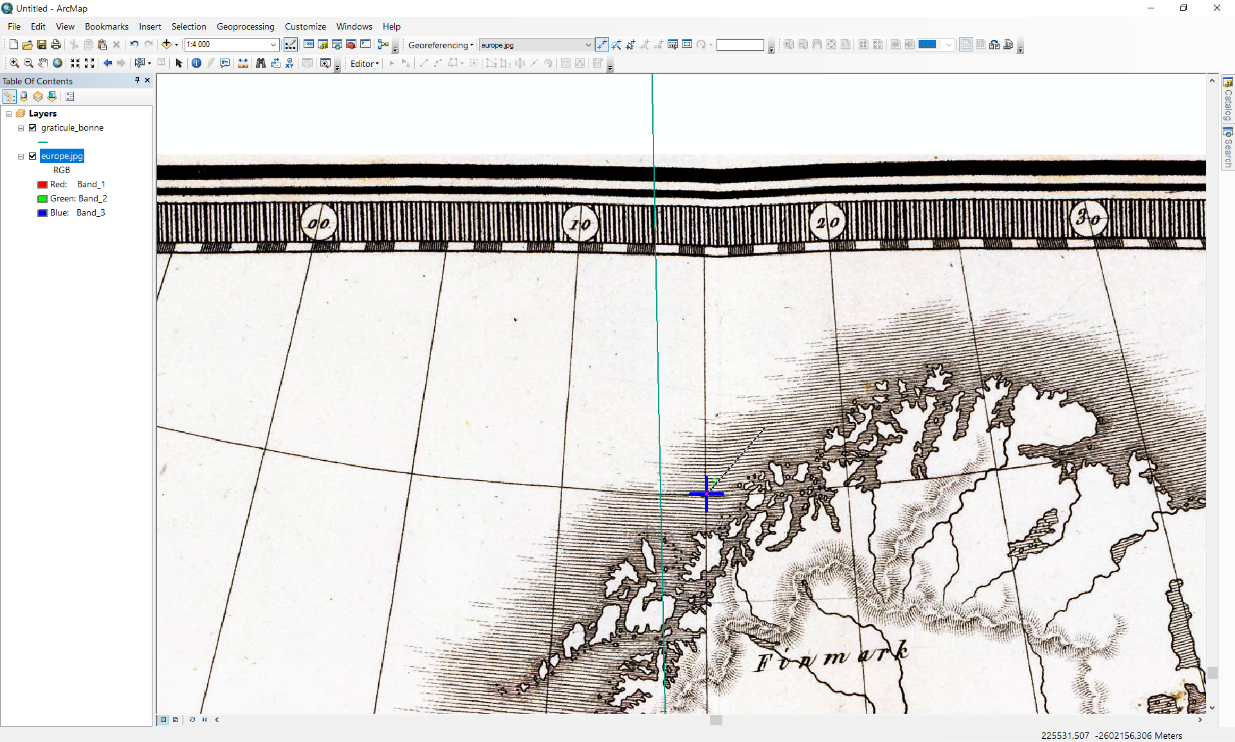 Untitled - ArcMap
File Edit View Bookmarks Insert Selection Geoprocessing Customize Windows Help
1:4 000 Georeferencing europe.jpg
Editor
Table Of Contents
Layers
graticule_bonne
europe.jpg
RGB
Red: Band_1
Green: Band_2
Blue: Band_3
00 10 20 30
Finmark
Catalog
Search
225531,507 -2602156,306 Meters